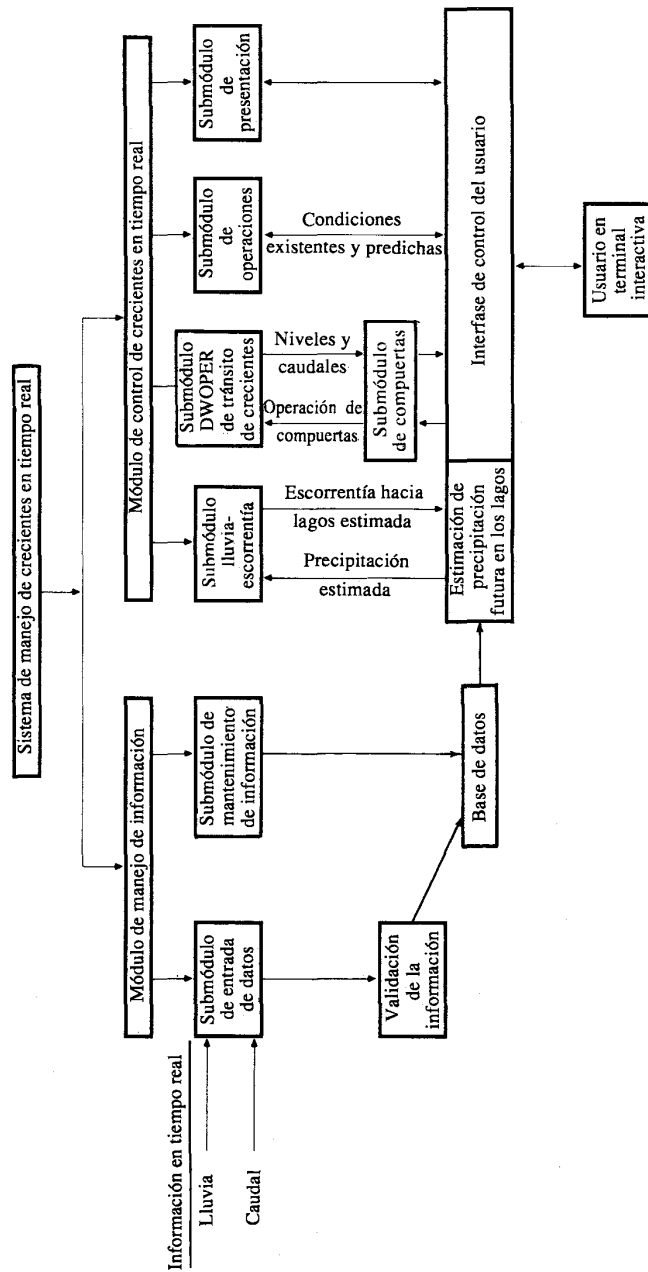 Sistema de manejo de crecientes en tiempo real
Módulo de manejo de información
Módulo de control de crecientes en tiempo real
Información en tiempo real
Lluvia
Caudal
Submódulo
de entrada
de datos
Submódulo de
mantenimiento
de información
Submódulo
lluvia-
escorrentía
Submódulo
DWOPER
de tránsito
de crecientes
Submódulo
de
operaciones
Submódulo
de
presentación
Precipitación
estimada
Escorrentía hacia
lagos estimada
Operación de
compuertas
Niveles y
caudales
Condiciones
existentes y predichas
Submódulo
de compuertas
Validación
de la
información
Base de datos
Estimación de
precipitación
futura en los lagos
Interfase de control del usuario
Usuario en
terminal
interactiva